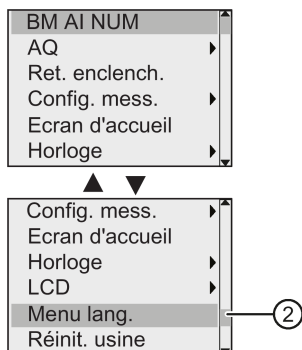 BM AI NUM
AQ
Ret. enclench.
Config. mess.
Ecran d'accueil
Horloge
Config. mess.
Ecran d'accueil
Horloge
LCD
Menu lang.
Réinit. usine
2